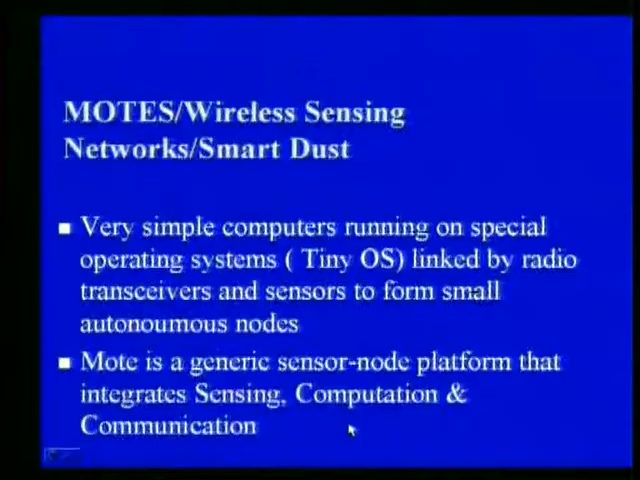 MOTES/Wireless Sensing
Networks/Smart Dust
Very simple computers running on special
operating systems ( Tiny OS) linked by radio
transceivers and sensors to form small
autonoumous nodes
Mote is a generic sensor-node platform that
integrates Sensing, Computation &
Communication